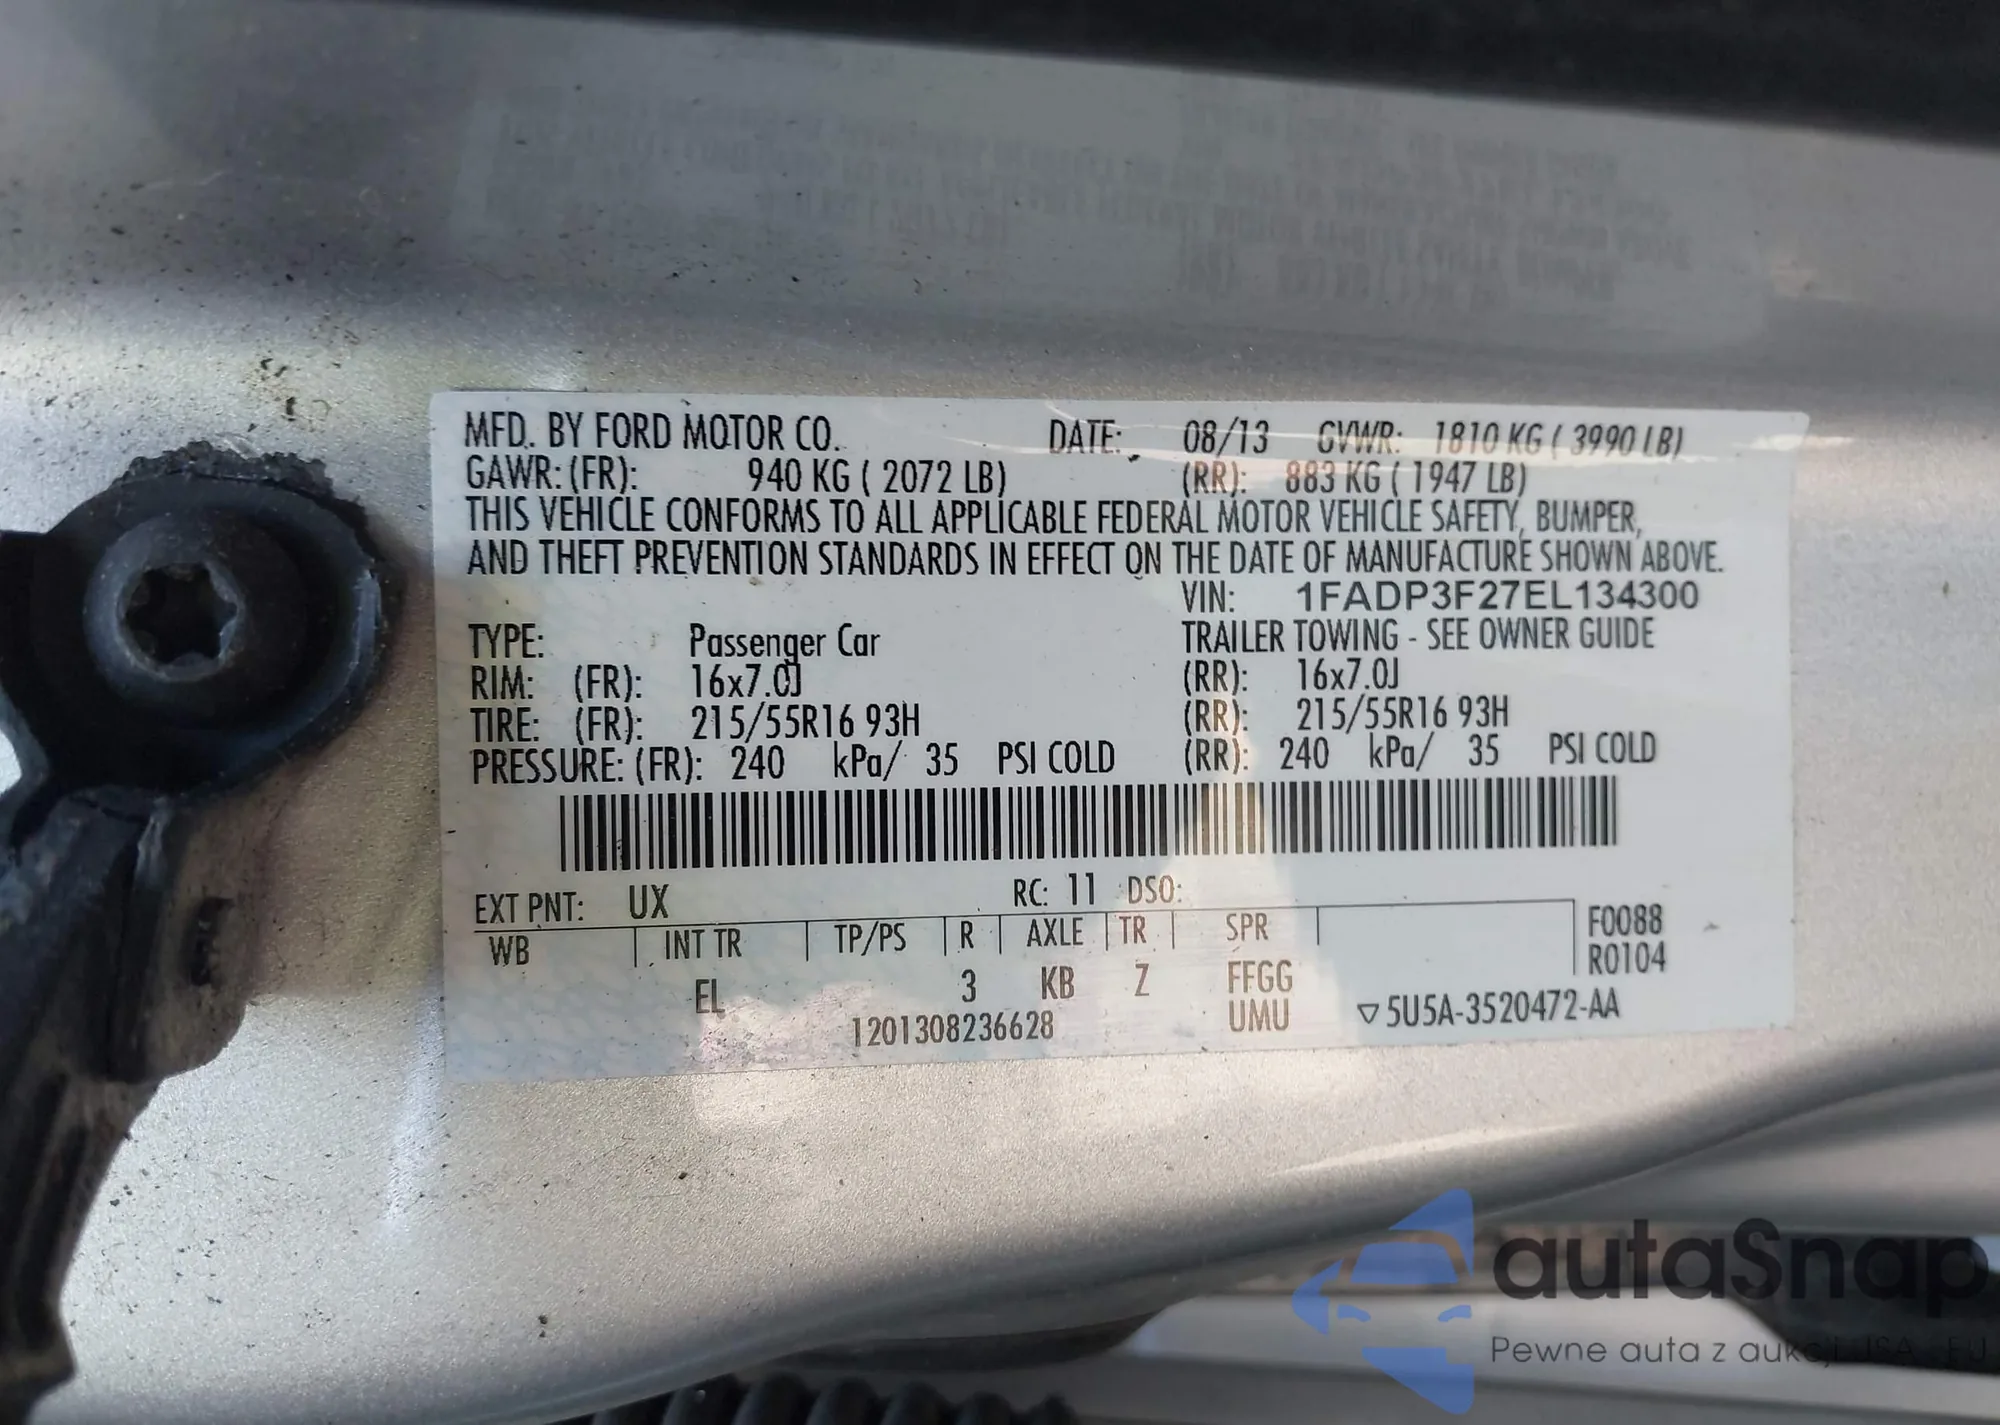 MFD. BY FORD MOTOR CO. DATE: 08/13 GVWR: 1810 KG ( 3990 LB)
GAWR: (FR): 940 KG ( 2072 LB) (RR): 883 KG ( 1947 LB)
THIS VEHICLE CONFORMS TO ALL APPLICABLE FEDERAL MOTOR VEHICLE SAFETY, BUMPER,
AND THEFT PREVENTION STANDARDS IN EFFECT ON THE DATE OF MANUFACTURE SHOWN ABOVE.
VIN: 1FADP3F27EL134300
TYPE: Passenger Car TRAILER TOWING - SEE OWNER GUIDE
RIM: (FR): 16x7.0J (RR): 16x7.0J
TIRE: (FR): 215/55R16 93H (RR): 215/55R16 93H
PRESSURE: (FR): 240 kPa/ 35 PSI COLD (RR): 240 kPa/ 35 PSI COLD
EXT PNT: UX RC: 11 DSO:
WB INT TR TP/PS R AXLE TR SPR F0088
R0104
EL 3 KB Z FFGG
1201308236628 UMU ▽5U5A-3520472-AA
autaSnap
Pewne auta z aukcji USA EU